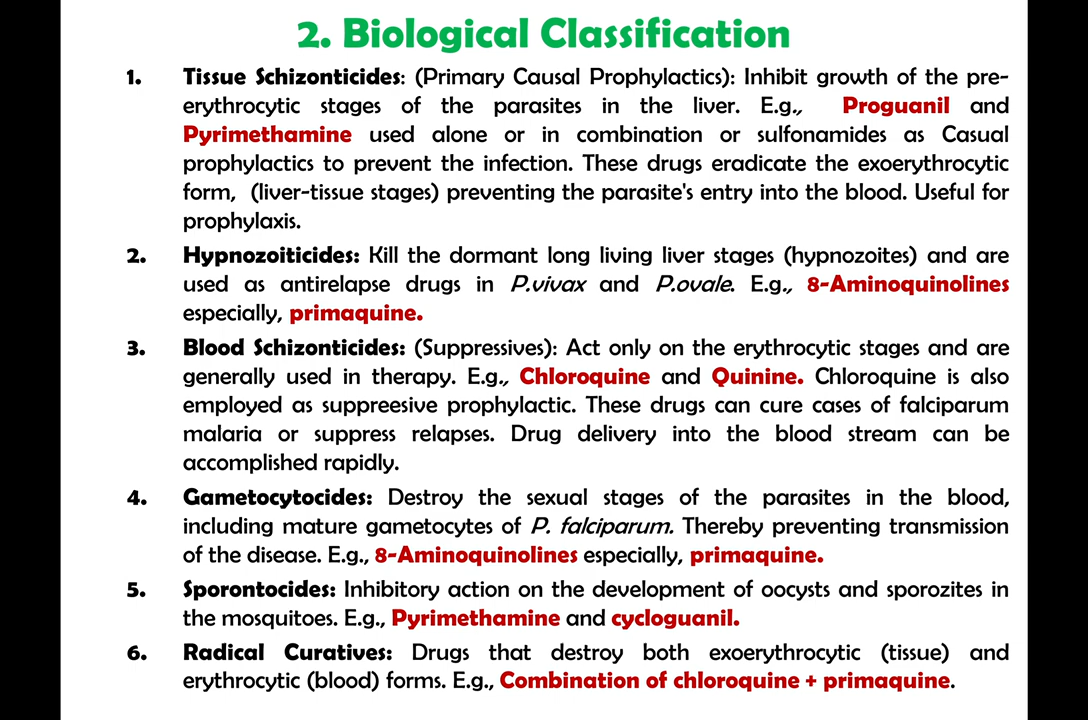 2. Biological Classification
1. Tissue Schizonticides: (Primary Causal Prophylactics): Inhibit growth of the pre-
erythrocytic stages of the parasites in the liver. E.g., Proguanil and
Pyrimethamine used alone or in combination or sulfonamides as Casual
prophylactics to prevent the infection. These drugs eradicate the exoerythrocytic
form, (liver-tissue stages) preventing the parasite's entry into the blood. Useful for
prophylaxis.
2. Hypnozoiticides: Kill the dormant long living liver stages (hypnozoites) and are
used as antirelapse drugs in P.vivax and P.ovale. E.g., 8-Aminoquinolines
especially, primaquine.
3. Blood Schizonticides: (Suppressives): Act only on the erythrocytic stages and are
generally used in therapy. E.g., Chloroquine and Quinine. Chloroquine is also
employed as suppreesive prophylactic. These drugs can cure cases of falciparum
malaria or suppress relapses. Drug delivery into the blood stream can be
accomplished rapidly.
4. Gametocytocides: Destroy the sexual stages of the parasites in the blood,
including mature gametocytes of P. falciparum. Thereby preventing transmission
of the disease. E.g., 8-Aminoquinolines especially, primaquine.
5. Sporontocides: Inhibitory action on the development of oocysts and sporozites in
the mosquitoes. E.g., Pyrimethamine and cycloguanil.
6. Radical Curatives: Drugs that destroy both exoerythrocytic (tissue) and
erythrocytic (blood) forms. E.g., Combination of chloroquine + primaquine.